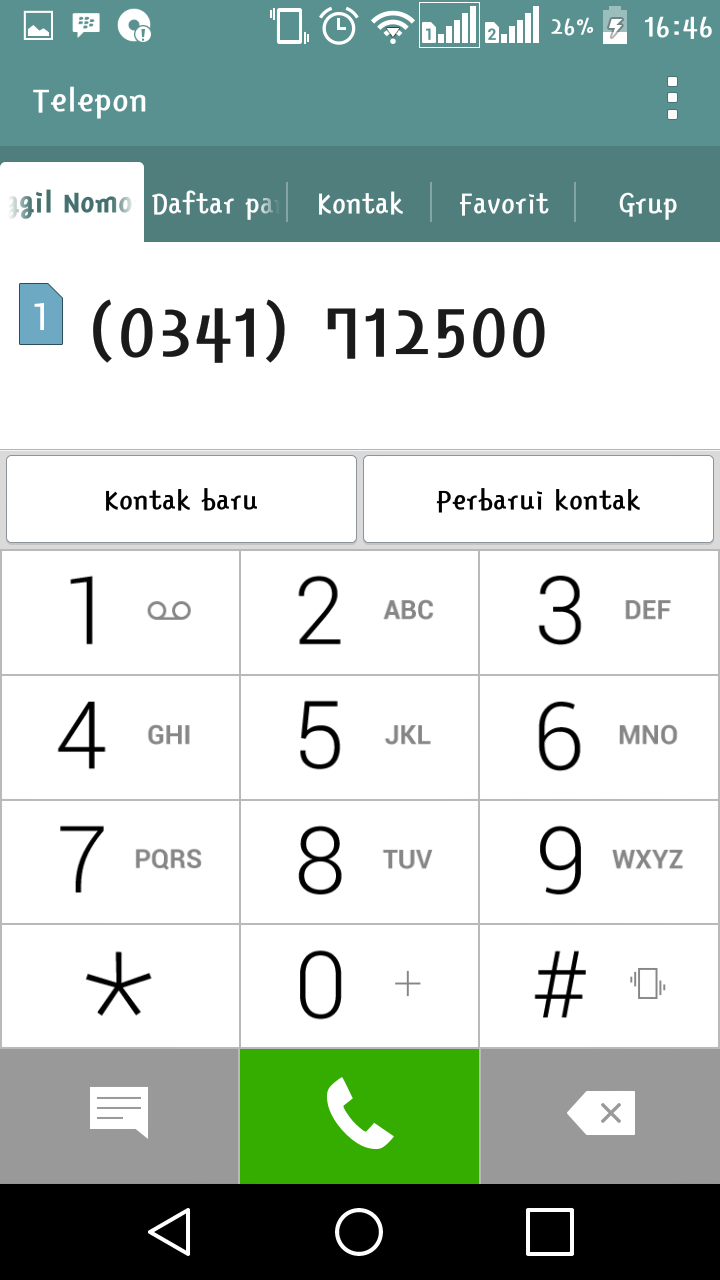 1 2 26% 16:46
Telepon
ggil Nomo Daftar pa Kontak Favorit Grup
1 (0341) 712500
Kontak baru Perbarui kontak
1 2 ABC 3 DEF
4 GHI 5 JKL 6 MNO
7 PQRS 8 TUV 9 WXYZ
* 0 + #